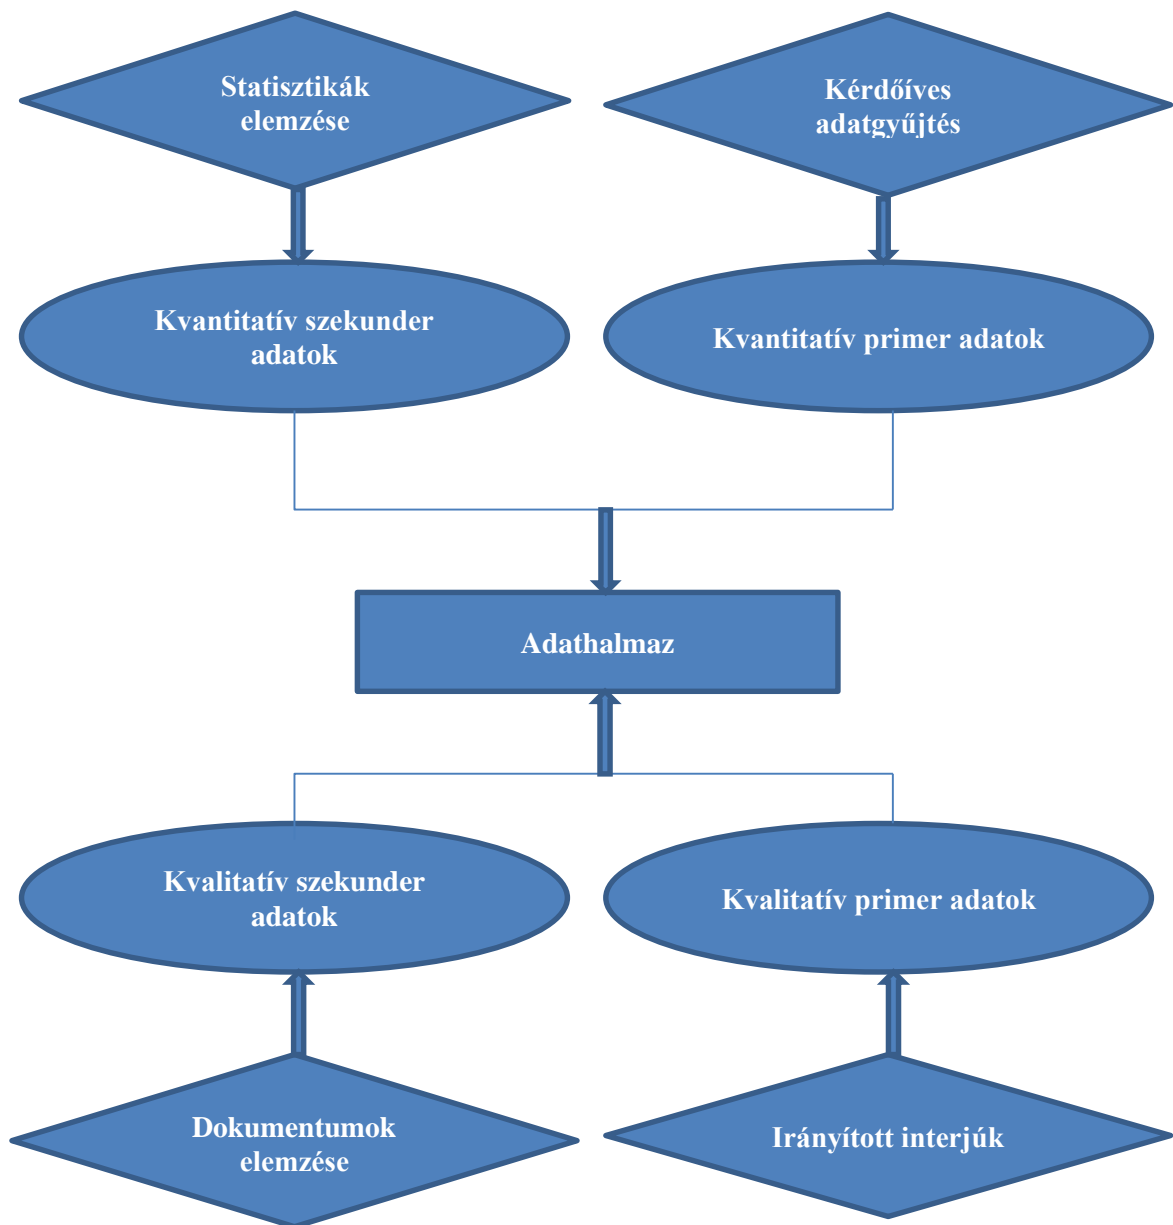 Statisztikák
elemzése
Kérdőíves
adatgyűjtés
Kvantitatív szekunder
adatok
Kvantitatív primer adatok
Adathalmaz
Kvalitatív szekunder
adatok
Kvalitatív primer adatok
Dokumentumok
elemzése
Irányított interjúk